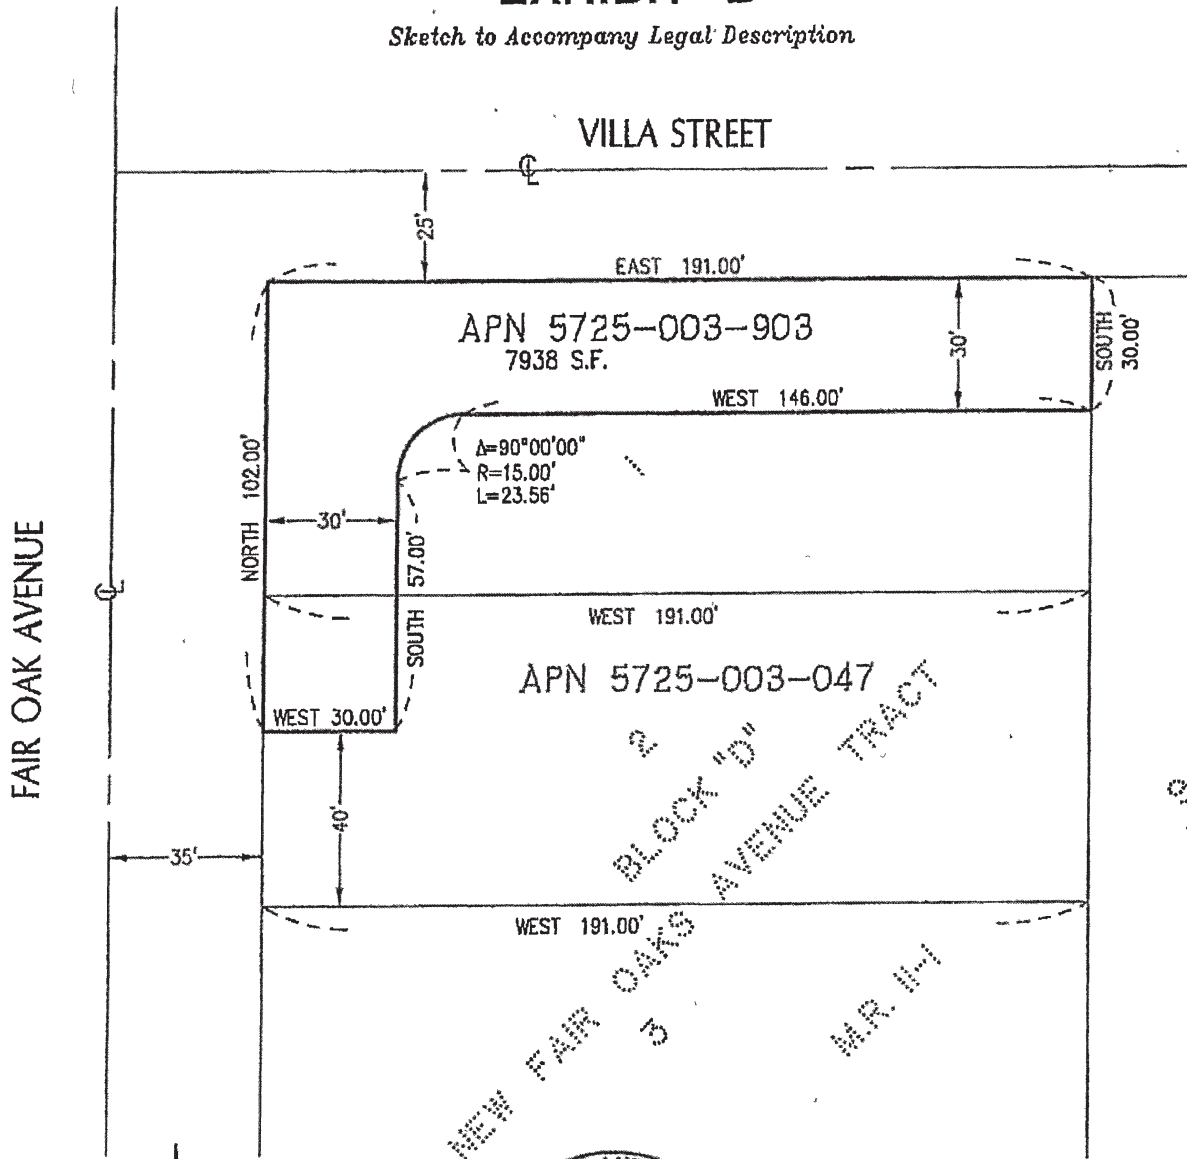 Sketch to Accompany Legal Description
VILLA STREET
℄
25'
EAST 191.00'
APN 5725-003-903
7938 S.F.
30'
SOUTH
30.00'
WEST 146.00'
Δ=90°00'00"
R=15.00'
L=23.56'
NORTH 102.00'
30'
SOUTH 57.00'
FAIR OAK AVENUE
℄
WEST 191.00'
APN 5725-003-047
WEST 30.00'
2
BLOCK "D"
40'
35'
WEST 191.00'
NEW FAIR OAKS AVENUE TRACT
3
M.R. 11-1